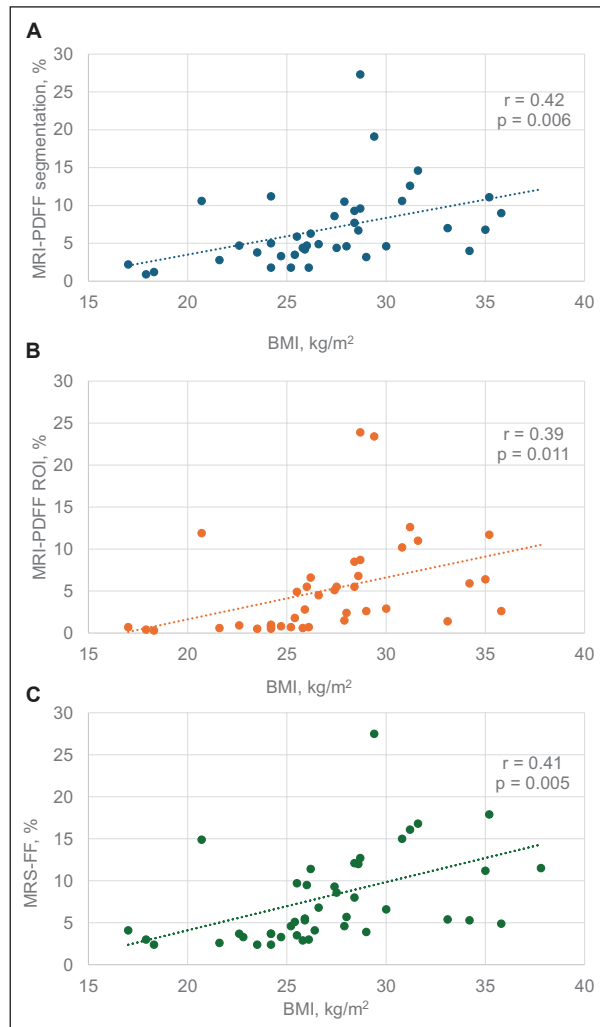 A
MRI-PDFF segmentation, %
30
25
20
15
10
5
0
r = 0.42
p = 0.006
15 20 25 30 35 40
BMI, kg/m²
B
MRI-PDFF ROI, %
30
25
20
15
10
5
0
r = 0.39
p = 0.011
15 20 25 30 35 40
BMI, kg/m²
C
MRS-FF, %
30
25
20
15
10
5
0
r = 0.41
p = 0.005
15 20 25 30 35 40
BMI, kg/m²